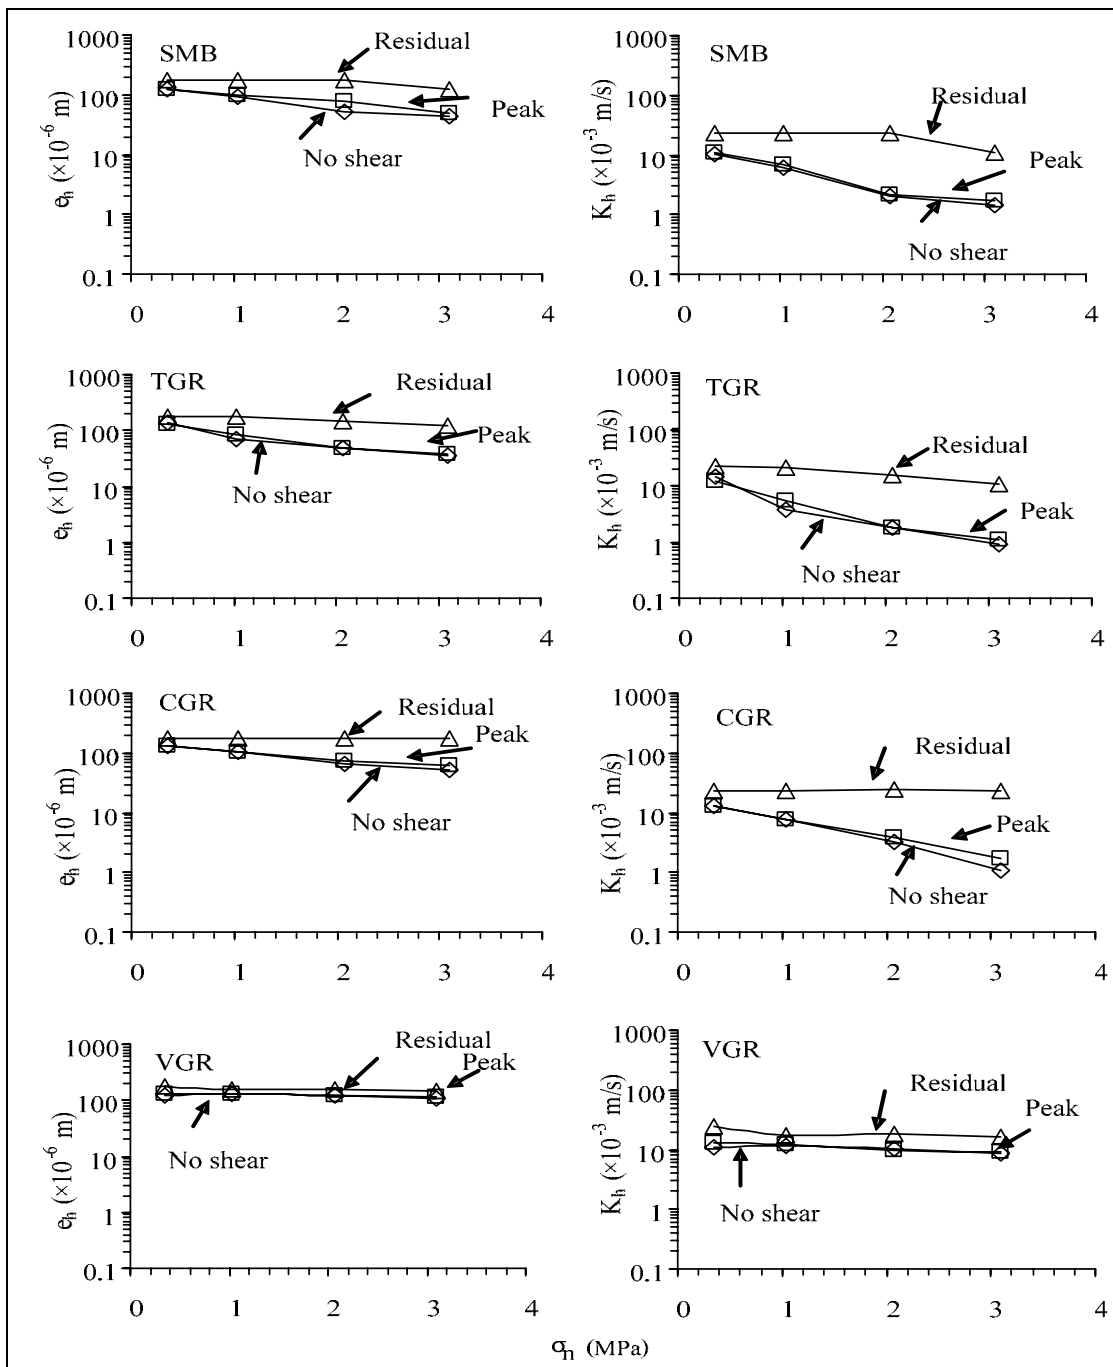 1000
SMB
Residual
100
Peak
10
No shear
1
0.1
e_h (×10⁻⁶ m)
0 1 2 3 4
1000
SMB
100
Residual
10
Peak
1
No shear
0.1
K_h (×10⁻³ m/s)
0 1 2 3 4
1000
TGR
Residual
100
Peak
10
No shear
1
0.1
e_h (×10⁻⁶ m)
0 1 2 3 4
1000
TGR
100
Residual
10
Peak
1
No shear
0.1
K_h (×10⁻³ m/s)
0 1 2 3 4
1000
CGR
Residual
Peak
100
No shear
10
1
0.1
e_h (×10⁻⁶ m)
0 1 2 3 4
1000
CGR
Residual
100
10
Peak
1
No shear
0.1
K_h (×10⁻³ m/s)
0 1 2 3 4
1000
VGR
Residual
Peak
100
No shear
10
1
0.1
e_h (×10⁻⁶ m)
0 1 2 3 4
1000
VGR
Residual
100
Peak
10
No shear
1
0.1
K_h (×10⁻³ m/s)
0 1 2 3 4
σ_n (MPa)